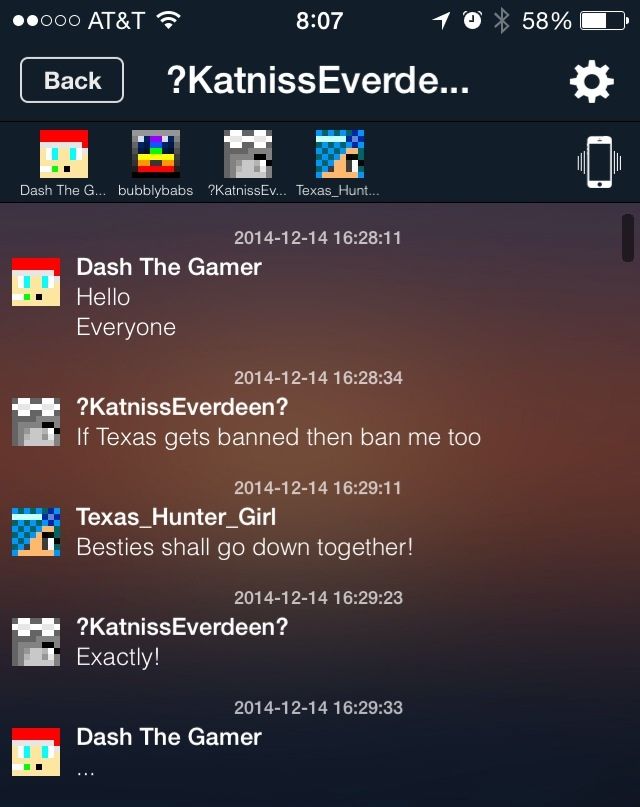 AT&T 8:07 58%
Back ?KatnissEverde...
Dash The G... bubblybabs ?KatnissEv... Texas_Hunt...
2014-12-14 16:28:11
Dash The Gamer
Hello
Everyone
2014-12-14 16:28:34
?KatnissEverdeen?
If Texas gets banned then ban me too
2014-12-14 16:29:11
Texas_Hunter_Girl
Besties shall go down together!
2014-12-14 16:29:23
?KatnissEverdeen?
Exactly!
2014-12-14 16:29:33
Dash The Gamer
...